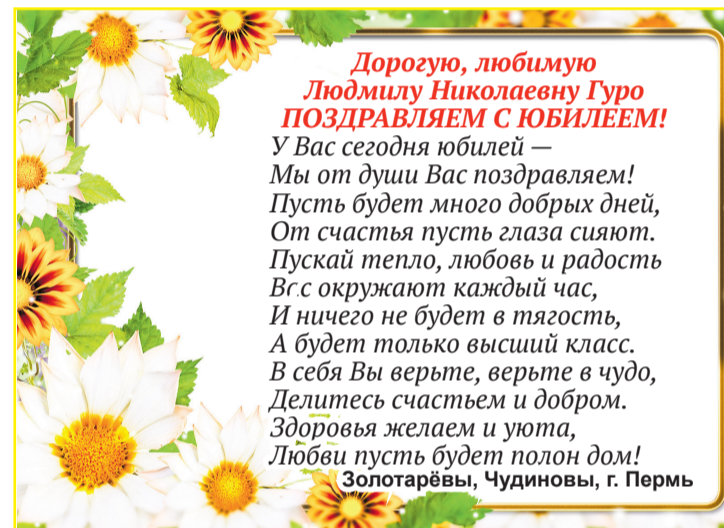 Дорогую, любимую
Людмилу Николаевну Гуро
ПОЗДРАВЛЯЕМ С ЮБИЛЕЕМ!
У Вас сегодня юбилей —
Мы от души Вас поздравляем!
Пусть будет много добрых дней,
От счастья пусть глаза сияют.
Пускай тепло, любовь и радость
Вас окружают каждый час,
И ничего не будет в тягость,
А будет только высший класс.
В себя Вы верьте, верьте в чудо,
Делитесь счастьем и добром.
Здоровья желаем и уюта,
Любви пусть будет полон дом!
Золотарёвы, Чудиновы, г. Пермь